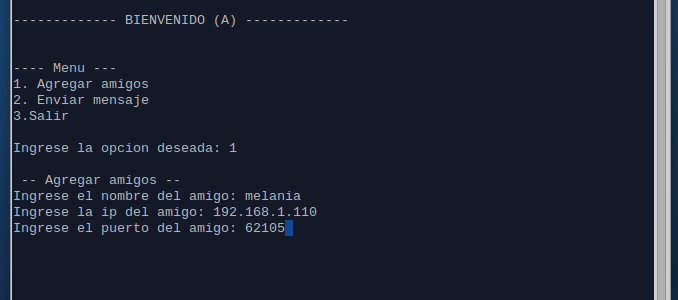 ------------- BIENVENIDO (A) -------------
---- Menu ---
1. Agregar amigos
2. Enviar mensaje
3.Salir
Ingrese la opcion deseada: 1
-- Agregar amigos --
Ingrese el nombre del amigo: melania
Ingrese la ip del amigo: 192.168.1.110
Ingrese el puerto del amigo: 62105